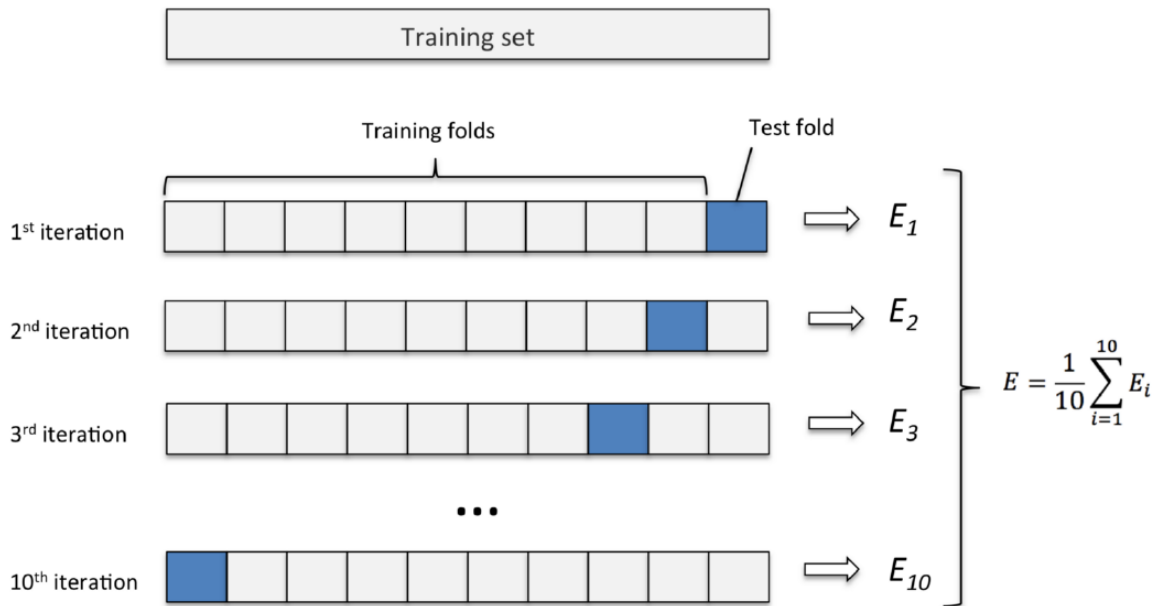 Training set
Training folds
Test fold
1st iteration
E1
2nd iteration
E2
3rd iteration
E3
...
10th iteration
E10
E = 1/10 ∑_{i=1}^{10} E_i